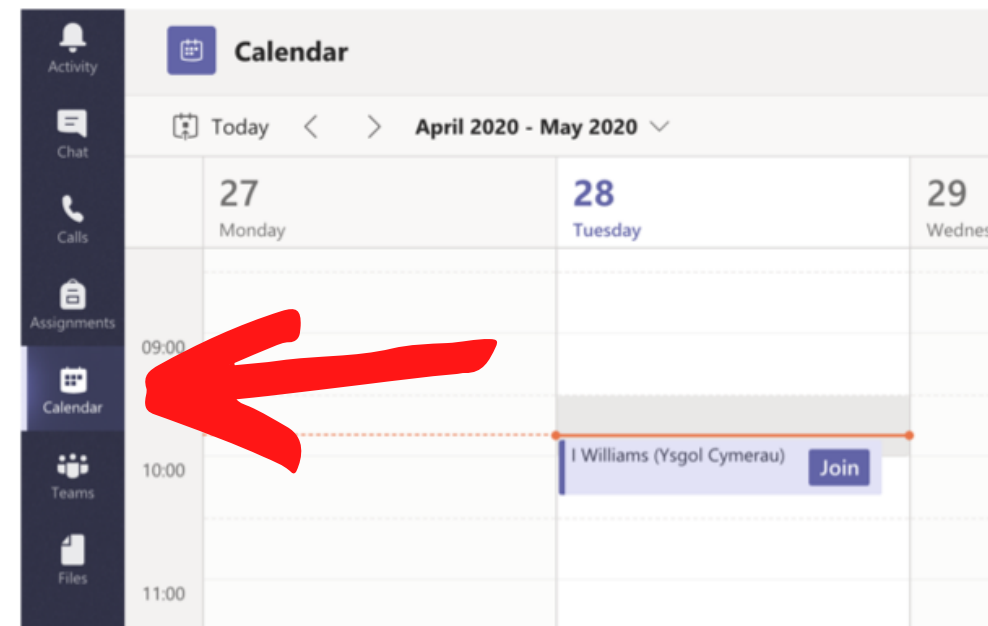 Activity
Chat
Calls
Assignments
Calendar
Teams
Files
Calendar
Today
April 2020 - May 2020
27
Monday
28
Tuesday
29
Wednes
09:00
10:00
11:00
I Williams (Ysgol Cymerau)
Join